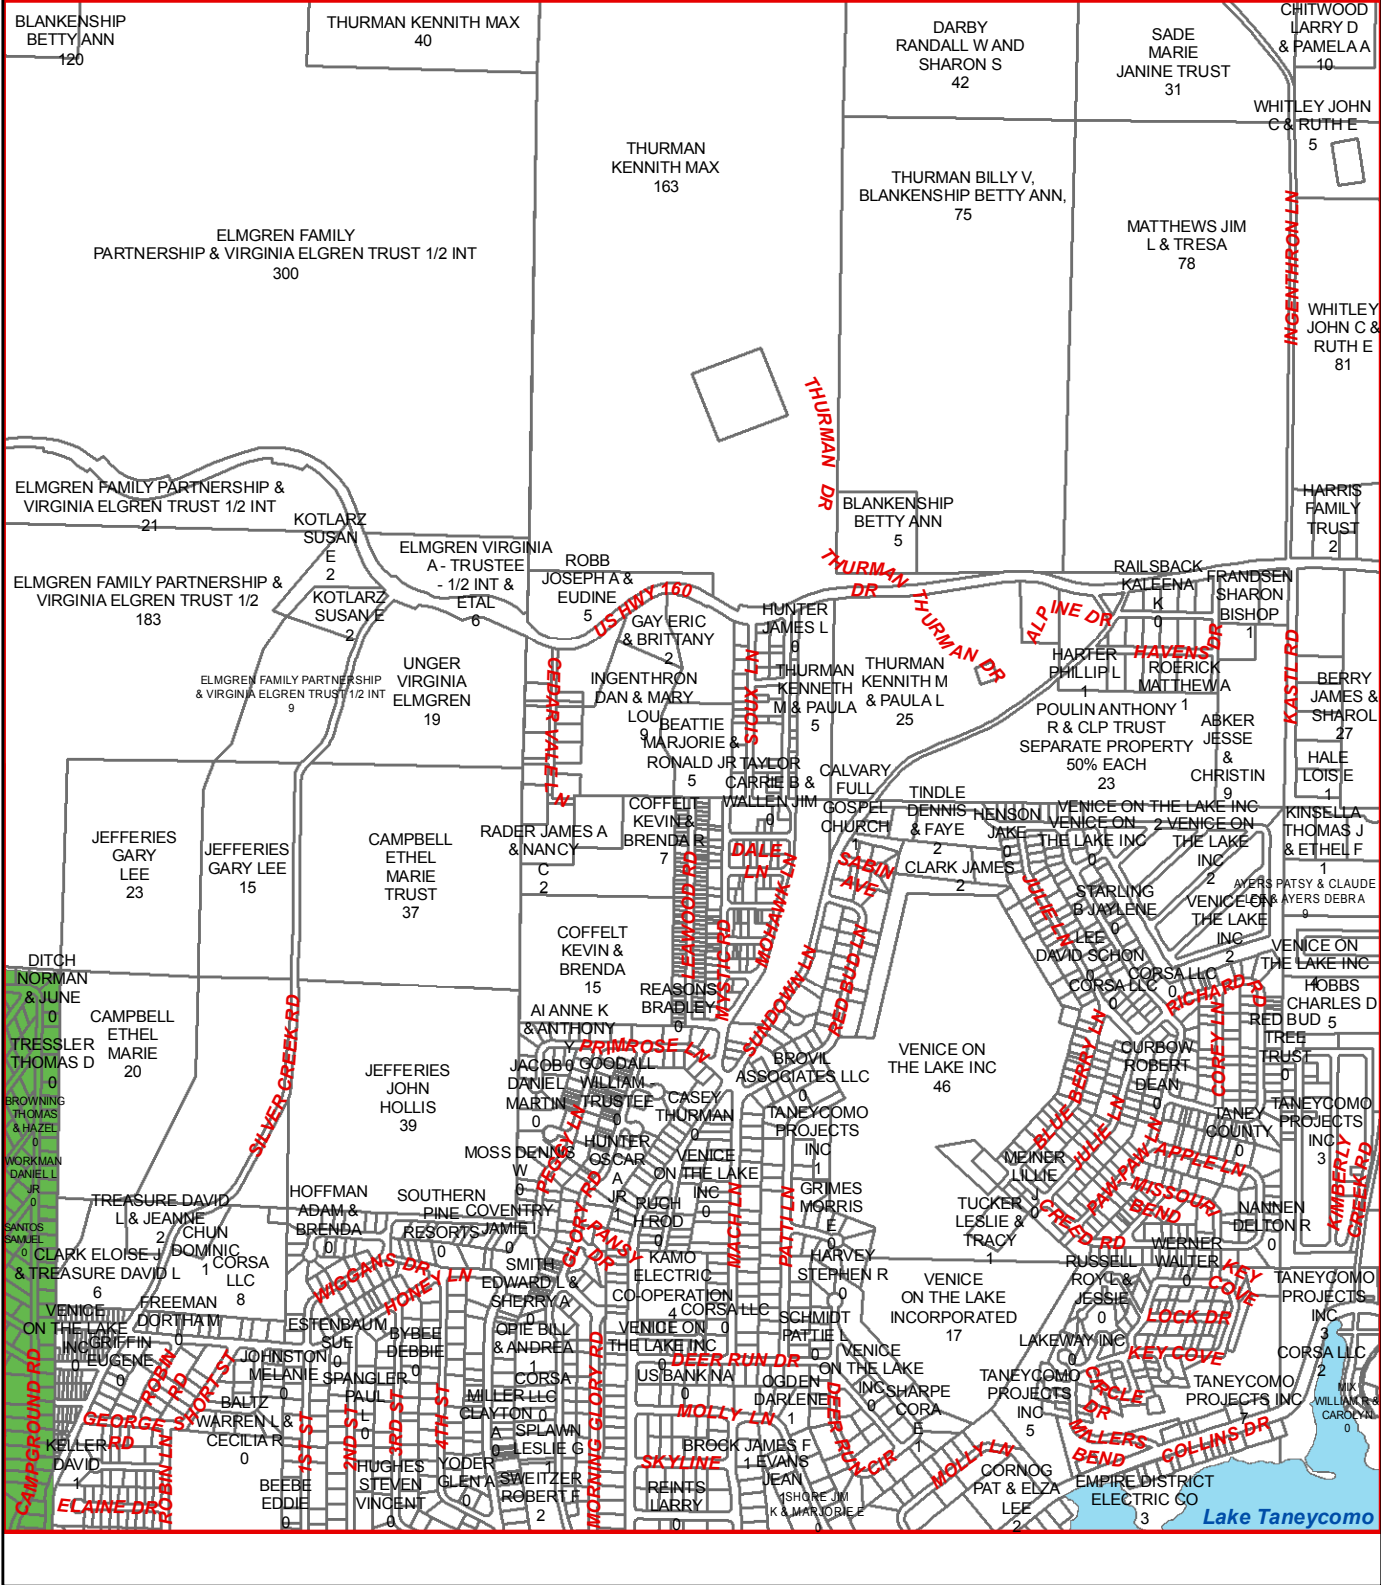 BLANKENSHIP
BETTY ANN
120
THURMAN KENNITH MAX
40
DARBY
RANDALL W AND
SHARON S
42
SADE
MARIE
JANINE TRUST
31
CHITWOOD
LARRY D
& PAMELA A
10
WHITLEY JOHN
C & RUTH E
5
THURMAN
KENNITH MAX
163
THURMAN BILLY V,
BLANKENSHIP BETTY ANN,
75
MATTHEWS JIM
L & TRESA
78
INGENTHRON LN
ELMGREN FAMILY
PARTNERSHIP & VIRGINIA ELGREN TRUST 1/2 INT
300
WHITLEY
JOHN C &
RUTH E
81
THURMAN DR
ELMGREN FAMILY PARTNERSHIP &
VIRGINIA ELGREN TRUST 1/2 INT
21
KOTLARZ
SUSAN
E
2
BLANKENSHIP
BETTY ANN
5
HARRIS
FAMILY
TRUST
2
ELMGREN VIRGINIA
A - TRUSTEE
- 1/2 INT &
ETAL
6
ROBB
JOSEPH A &
EUDINE
5
THURMAN
DR
RAILSBACK
KALEENA
K
0
FRANDSEN
SHARON
BISHOP
1
ELMGREN FAMILY PARTNERSHIP &
VIRGINIA ELGREN TRUST 1/2
183
KOTLARZ
SUSAN E
2
US HWY 160
GAY ERIC
& BRITTANY
2
HUNTER
JAMES L
0
THURMAN DR
ALPINE DR
HAVENS DR
KASTL RD
ELMGREN FAMILY PARTNERSHIP
& VIRGINIA ELGREN TRUST 1/2 INT
9
UNGER
VIRGINIA
ELMGREN
19
CEDAR VALE LN
INGENTHRON
DAN & MARY
LOU
9
SIOUX LN
THURMAN
KENNETH
M & PAULA
5
THURMAN
KENNITH M
& PAULA L
25
HARTER
PHILLIP L
1
ROERICK
MATTHEW A
1
BERRY
JAMES &
SHAROL
27
BEATTIE
MARJORIE &
RONALD JR
5
POULIN ANTHONY
R & CLP TRUST
SEPARATE PROPERTY
50% EACH
23
ABKER
JESSE
&
CHRISTIN
9
HALE
LOIS E
1
TAYLOR
CARRIE B &
WALLEN JIM
0
CALVARY
FULL
GOSPEL
CHURCH
1
TINDLE
DENNIS
& FAYE
2
HENSON
JAKE
0
VENICE ON THE LAKE INC
2
VENICE ON
THE LAKE INC
0
VENICE ON
THE LAKE
INC
2
KINSELLA
THOMAS J
& ETHEL F
1
JEFFERIES
GARY
LEE
23
JEFFERIES
GARY LEE
15
CAMPBELL
ETHEL
MARIE
TRUST
37
RADER JAMES A
& NANCY
C
2
COFFELT
KEVIN &
BRENDA R
7
LEAWOOD RD
DALE
LN
MYSTIC RD
MOHAWK LN
SABIN
AVE
CLARK JAMES
2
JULIE LN
STARLING
B JAYLENE
0
VENICE ON
THE LAKE
INC
2
AYERS PATSY & CLAUDE
LEE & AYERS DEBRA
9
COFFELT
KEVIN &
BRENDA
15
REASONS
BRADLEY
0
SUNDOWN LN
RED BUD LN
LEE
DAVID SCHON
0
CORSA LLC
0
CORSA LLC
0
RICHARD RD
VENICE ON
THE LAKE INC
4
HOBBS
CHARLES D
5
DITCH
NORMAN
& JUNE
0
CAMPBELL
ETHEL
MARIE
20
SILVER CREEK RD
AI ANNE K
& ANTHONY
Y
0
PRIMROSE LN
COREY LN
RED BUD
TREE
TRUST
0
TRESSLER
THOMAS D
0
JEFFERIES
JOHN
HOLLIS
39
JACOB
DANIEL
MARTIN
0
GOODALL
WILLIAM -
TRUSTEE
0
BROVIL
ASSOCIATES LLC
0
VENICE ON
THE LAKE INC
46
BLUE BERRY LN
CURBOW
ROBERT
DEAN
0
BROWNING
THOMAS
& HAZEL
0
CASEY
THURMAN
0
TANEYCOMO
PROJECTS
INC
1
JULIE LN
TANEY
COUNTY
0
TANEYCOMO
PROJECTS
INC
3
WORKMAN
DANIEL L
JR
0
MOSS DENNIS
W
0
PEGGY LN
HUNTER
OSCAR
A
JR
1
VENICE
ON THE LAKE
INC
0
MEINER
LILLIE
J
0
PAW-PAW LN
APPLE LN
KIMBERLY
CREEK RD
SANTOS
SAMUEL
0
TREASURE DAVID
L & JEANNE
2
HOFFMAN
ADAM &
BRENDA
0
SOUTHERN
PINE
RESORTS
0
COVENTRY
JAMIE I
0
GLORY RD
PANSY
DR
RUCH
H ROD
0
MACH LN
PATTI LN
GRIMES
MORRIS
E
0
TUCKER
LESLIE &
TRACY
1
CREED RD
MISSOURI
BEND
NANNEN
DELTON R
0
CLARK ELOISE J
& TREASURE DAVID L
6
CHUN
DOMINIC
1
CORSA
LLC
8
WIGGANS DR
HONEY LN
SMITH
EDWARD L &
SHERRY A
0
KAMO
ELECTRIC
CO-OPERATION
4
HARVEY
STEPHEN R
0
VENICE
ON THE LAKE
INCORPORATED
17
RUSSELL
ROY L &
JESSIE
0
WERNER
WALTER
0
KEY
COVE
TANEYCOMO
PROJECTS
INC
3
VENICE
ON THE LAKE
INC
0
FREEMAN
DORTHA M
0
ESTENBAUM
SUE
0
BYBEE
DEBBIE
0
OPIE BILL
& ANDREA
1
CORSA LLC
0
VENICE ON
THE LAKE INC
0
SCHMIDT
PATTIE L
0
LOCK DR
LAKEWAY INC
0
KEY COVE
CORSA LLC
2
CAMPGROUND RD
GRIFFIN
EUGENE
0
ROBIN
RD
SHORT ST
JOHNSTON
MELANIE
0
SPANGLER
PAUL
L
0
CORSA
MILLER LLC
0
DEER RUN DR
US BANK NA
0
OGDEN
DARLENE
1
VENICE
ON THE LAKE
INC
0
SHARPE
CORA
E
1
TANEYCOMO
PROJECTS
INC
5
CIRCLE
DR
TANEYCOMO
PROJECTS INC
7
MIX
WILLIAM R &
CAROLYN
0
GEORGE S
RD
BALTZ
WARREN L &
CECILIA R
0
1ST ST
2ND ST
3RD ST
4TH ST
CLAYTON
A
0
MORNING GLORY RD
MOLLY LN
DEER RUN CIR
MOLLY LN
MILLERS
BEND
COLLINS DR
KELLER
DAVID
1
ROBIN LN
SPLAWN
LESLIE G
1
SKYLINE
BROCK JAMES F
1
EVANS
JEAN
1
ELAINE DR
BEEBE
EDDIE
0
HUGHES
STEVEN
VINCENT
0
YODER
GLEN A
0
SWEITZER
ROBERT F
2
REINTS
LARRY
0
SHORE JIM
K & MARJORIE E
0
CORNOG
PAT & ELZA
LEE
2
EMPIRE DISTRICT
ELECTRIC CO
3
Lake Taneycomo